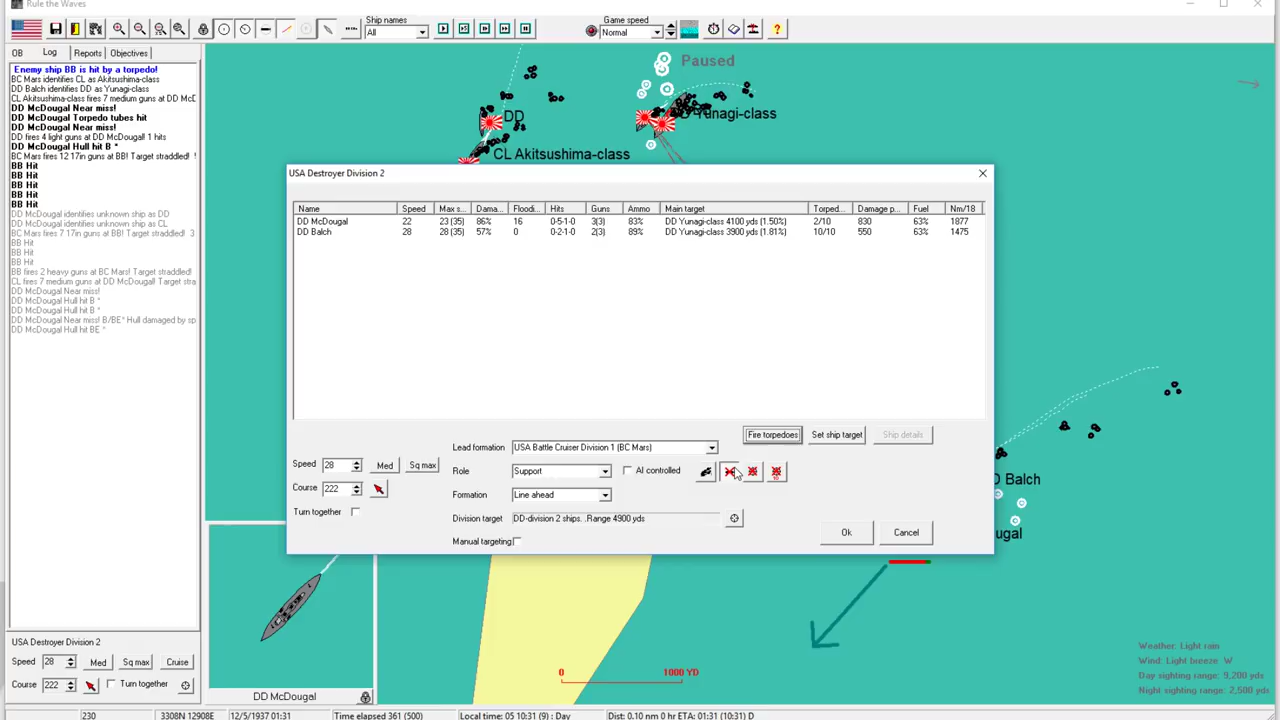 Rule the Waves
Ship names
All
Game speed
Normal
OB
Log
Reports
Objectives
Enemy ship BB is hit by a torpedo!
BC Mars identifies CL as Akitsushima-class
DD Balch identifies DD as Yunagi-class
CL Akitsushima-class fires 7 medium guns at DD McD
DD McDougal Near miss!
DD McDougal Torpedo tubes hit
DD McDougal Near miss!
DD fires 4 light guns at DD McDougal! 1 hits
DD McDougal Hull hit B *
BC Mars fires 12 17in guns at BB! Target straddled!
BB Hit
BB Hit
BB Hit
BB Hit
BB Hit
DD McDougal identifies unknown ship as DD
DD McDougal identifies unknown ship as CL
BC Mars fires 7 17in guns at BB! Target straddled! 3
BB Hit
BB Hit
BB Hit
BB fires 2 heavy guns at BC Mars! Target straddled!
CL fires 7 medium guns at DD McDougal! Target stra
DD McDougal Near miss!
DD McDougal Hull hit B *
DD McDougal Hull hit B *
DD McDougal Near miss! B/BE* Hull damaged by sp
DD McDougal Hull hit BE *
Paused
DD
CL Akitsushima-class
D Yunagi-class
USA Destroyer Division 2
Name Speed Max s... Dama... Floodi... Hits Guns Ammo Main target Torped... Damage p... Fuel Nm/18
DD McDougal 22 23 (35) 86% 16 0-5-1-0 3(3) 83% DD Yunagi-class 4100 yds (1.50%) 2/10 830 63% 1877
DD Balch 28 28 (35) 57% 0 0-2-1-0 2(3) 89% DD Yunagi-class 3900 yds (1.81%) 10/10 550 63% 1475
Fire torpedoes
Set ship target
Ship details
Lead formation
USA Battle Cruiser Division 1 (BC Mars)
Speed
28
Med
Sq max
Role
Support
AI controlled
10
Course
222
Formation
Line ahead
Turn together
Division target
DD-division 2 ships. .Range 4900 yds
Manual targeting
Ok
Cancel
D Balch
ugal
0
1000 YD
Weather: Light rain
Wind: Light breeze W
Day sighting range: 9,200 yds
Night sighting range: 2,500 yds
USA Destroyer Division 2
Speed
28
Med
Sq max
Cruise
Course
222
Turn together
DD McDougal
230
3308N 12908E
12/5/1937 01:31
Time elapsed 361 (500)
Local time: 05 10:31 (9) : Day
Dist: 0.10 nm 0 hr ETA: 01:31 (10:31) D